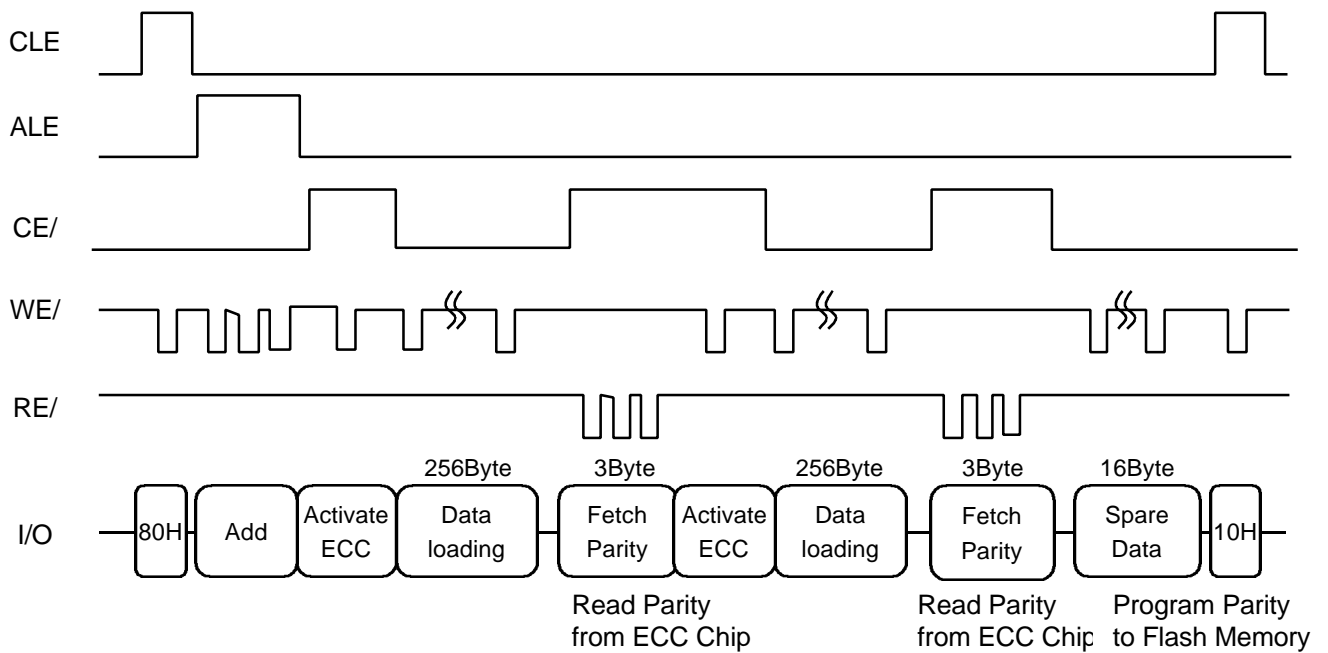 CLE
ALE
CE/
WE/
RE/
256Byte 3Byte 256Byte 3Byte 16Byte
I/O
80H
Add
Activate
ECC
Data
loading
Fetch
Parity
Activate
ECC
Data
loading
Fetch
Parity
Spare
Data
10H
Read Parity
from ECC Chip
Read Parity
from ECC Chip
Program Parity
to Flash Memory